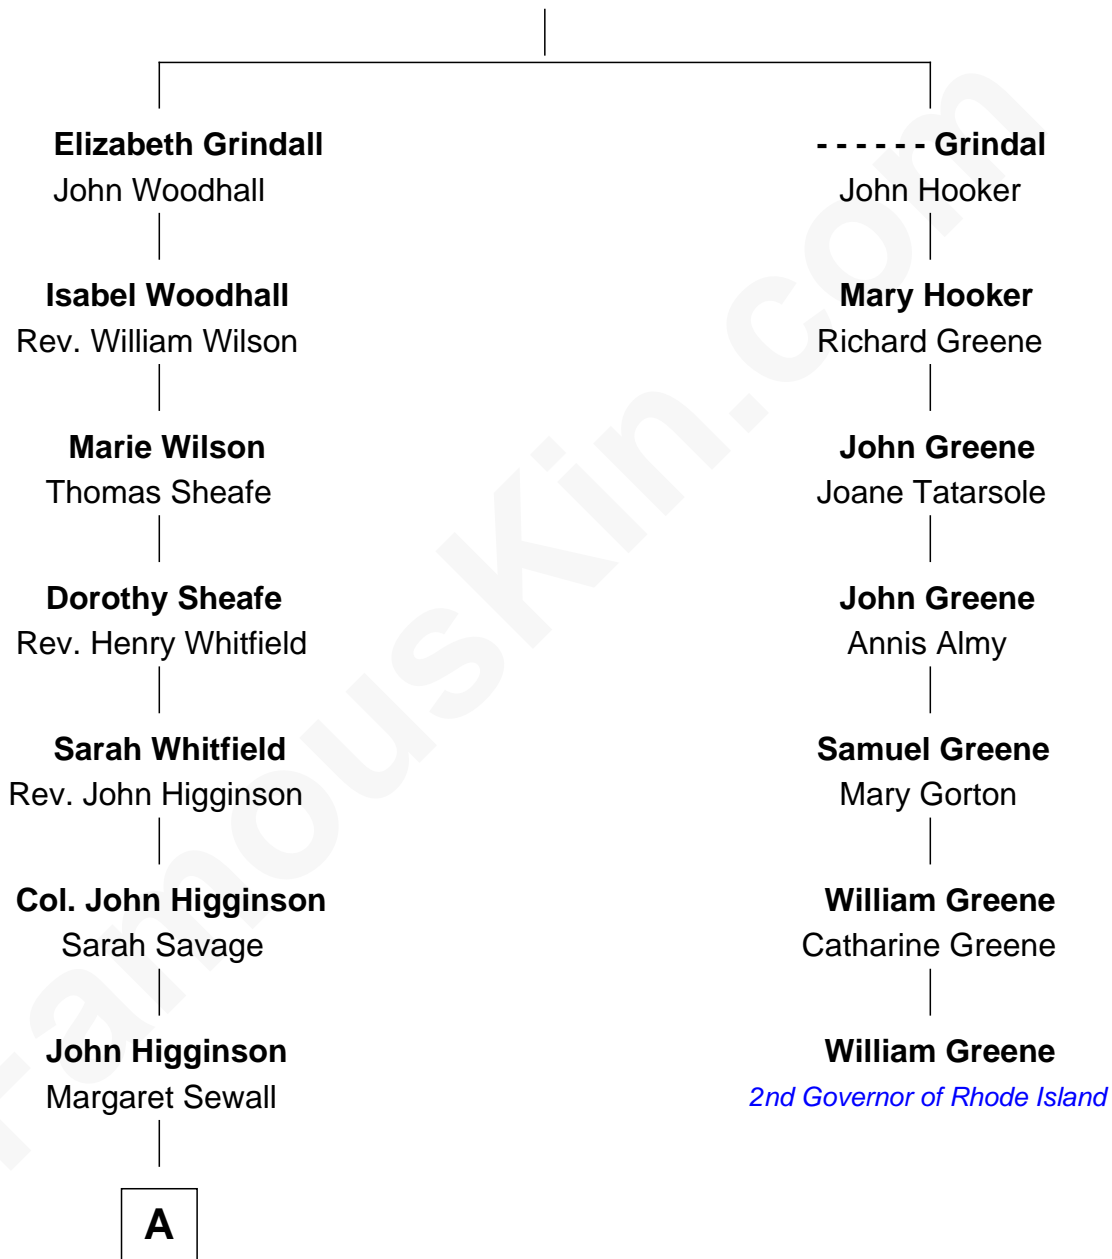 Elizabeth Grindall
John Woodhall
Isabel Woodhall
Rev. William Wilson
Marie Wilson
Thomas Sheafe
Dorothy Sheafe
Rev. Henry Whitfield
Sarah Whitfield
Rev. John Higginson
Col. John Higginson
Sarah Savage
John Higginson
Margaret Sewall
A
- - - - - - Grindal
John Hooker
Mary Hooker
Richard Greene
John Greene
Joane Tatarsole
John Greene
Annis Almy
Samuel Greene
Mary Gorton
William Greene
Catharine Greene
William Greene
2nd Governor of Rhode Island
FamousKin.com